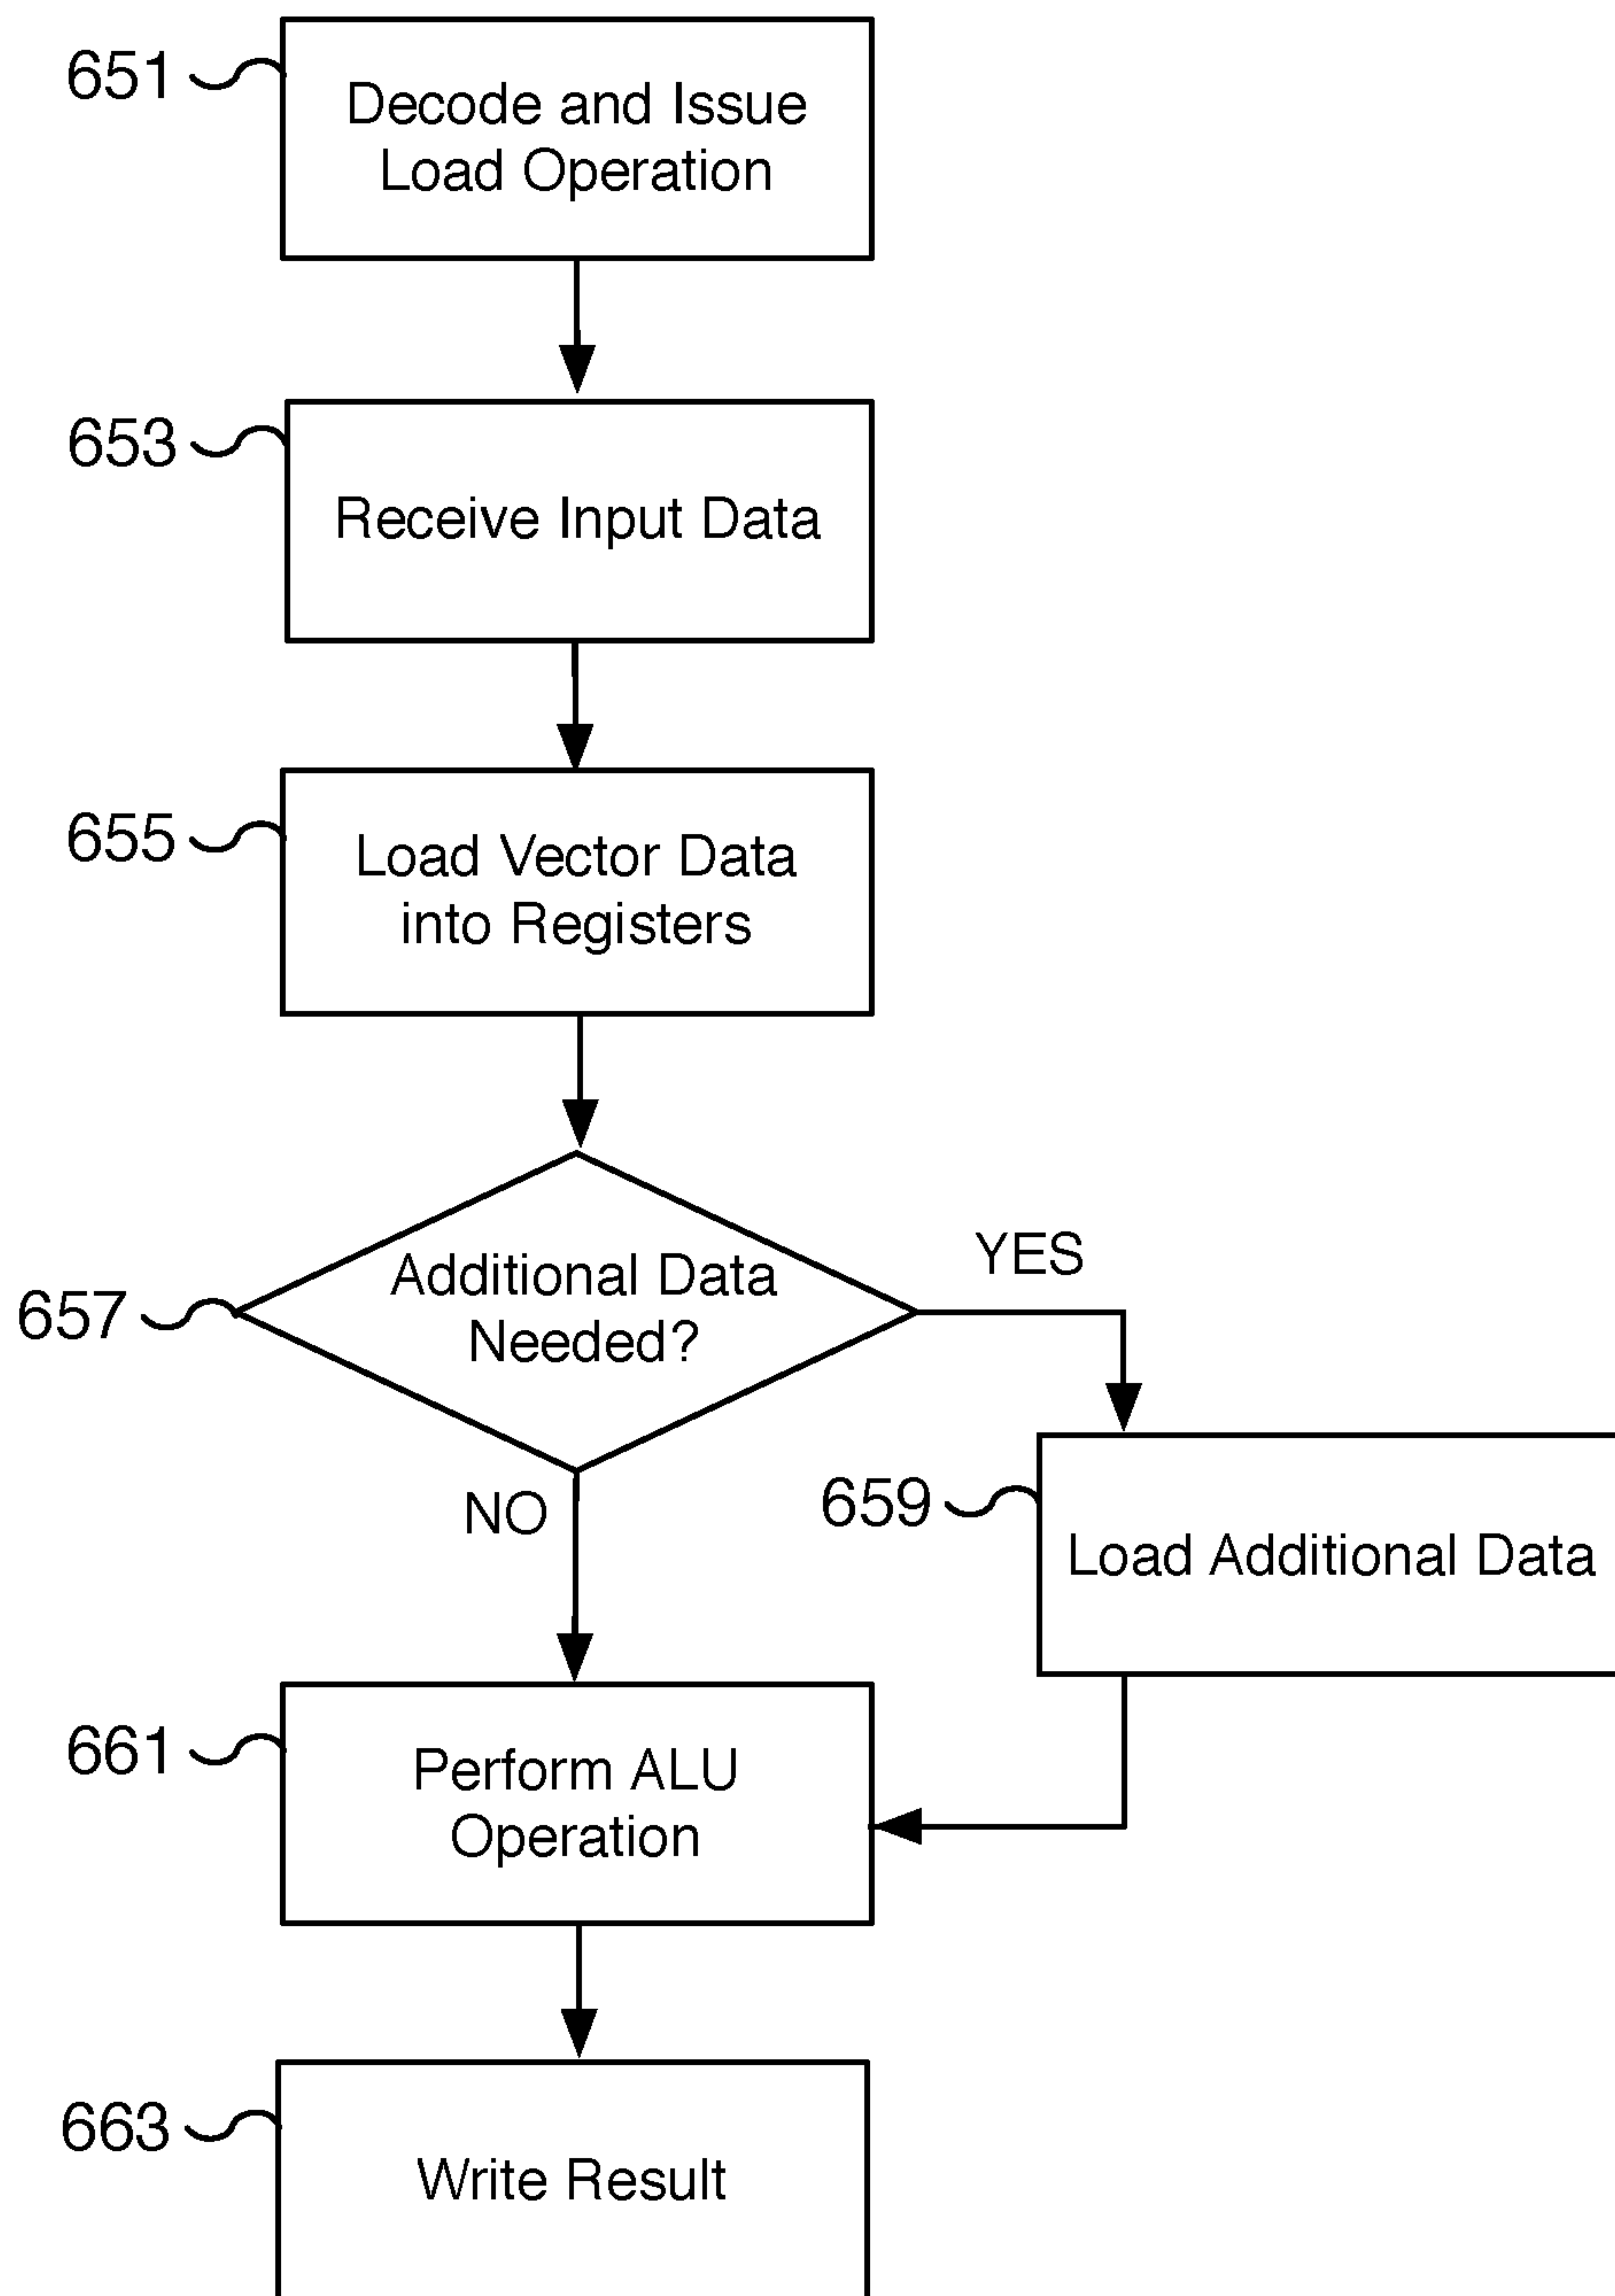 651
Decode and Issue
Load Operation
653
Receive Input Data
655
Load Vector Data
into Registers
657
Additional Data
Needed?
YES
NO
659
Load Additional Data
661
Perform ALU
Operation
663
Write Result